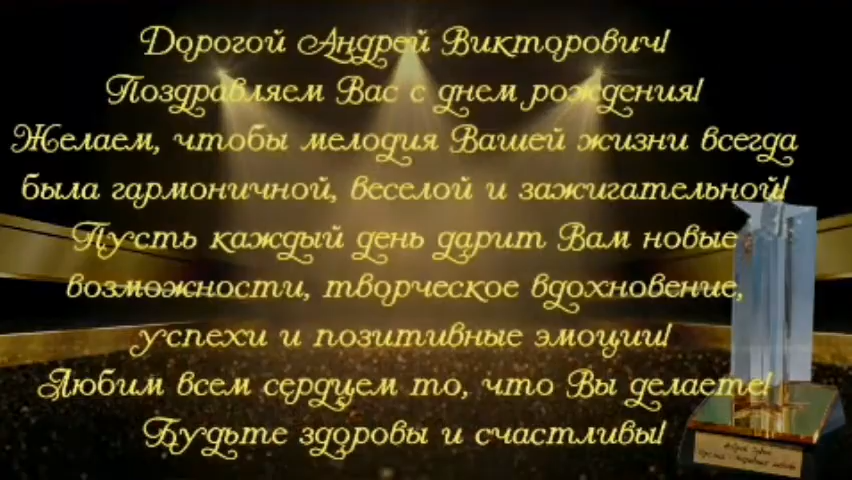 Дорогой Андрей Викторович!
Поздравляем Вас с днем рождения!
Желаем, чтобы мелодия Вашей жизни всегда
была гармоничной, веселой и зажигательной!
Пусть каждый день дарит Вам новые
возможности, творческое вдохновение,
успехи и позитивные эмоции!
Любим всем сердцем то, что Вы делаете!
Будьте здоровы и счастливы!